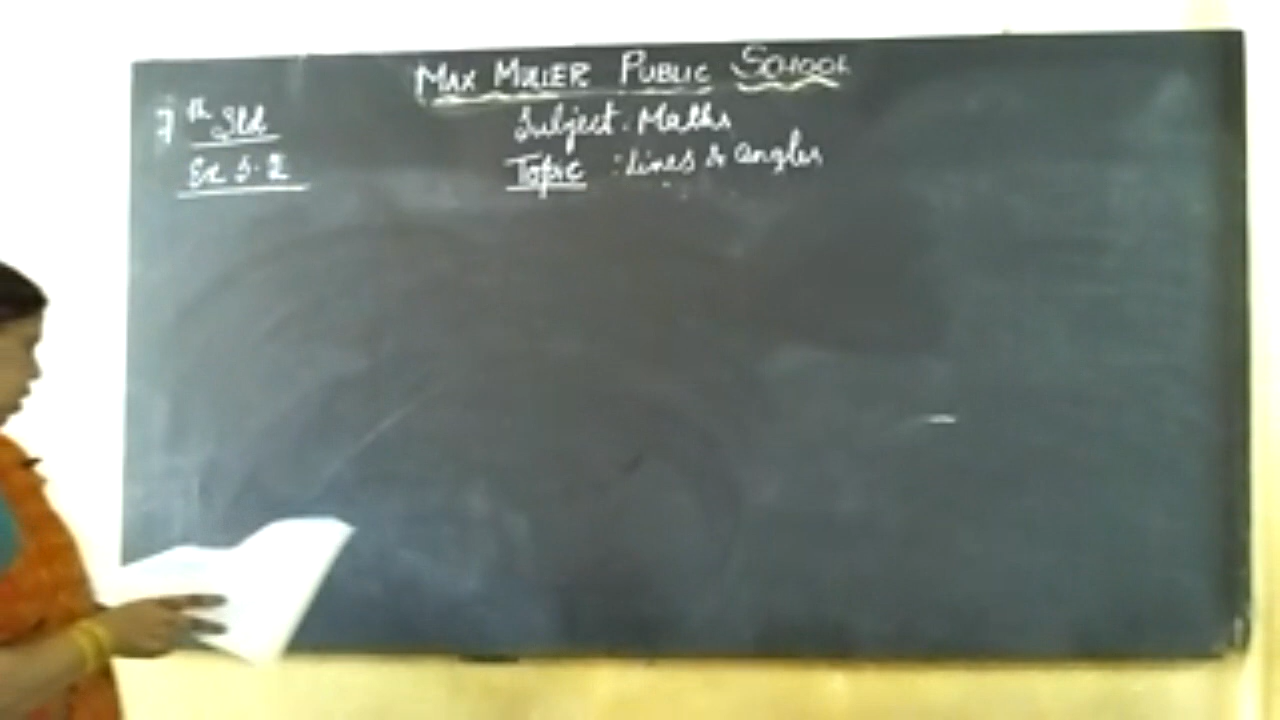 MAX MULLER PUBLIC SCHOOL
7th Std
Subject. Maths
Ex 5.2
Topic : Lines & angles